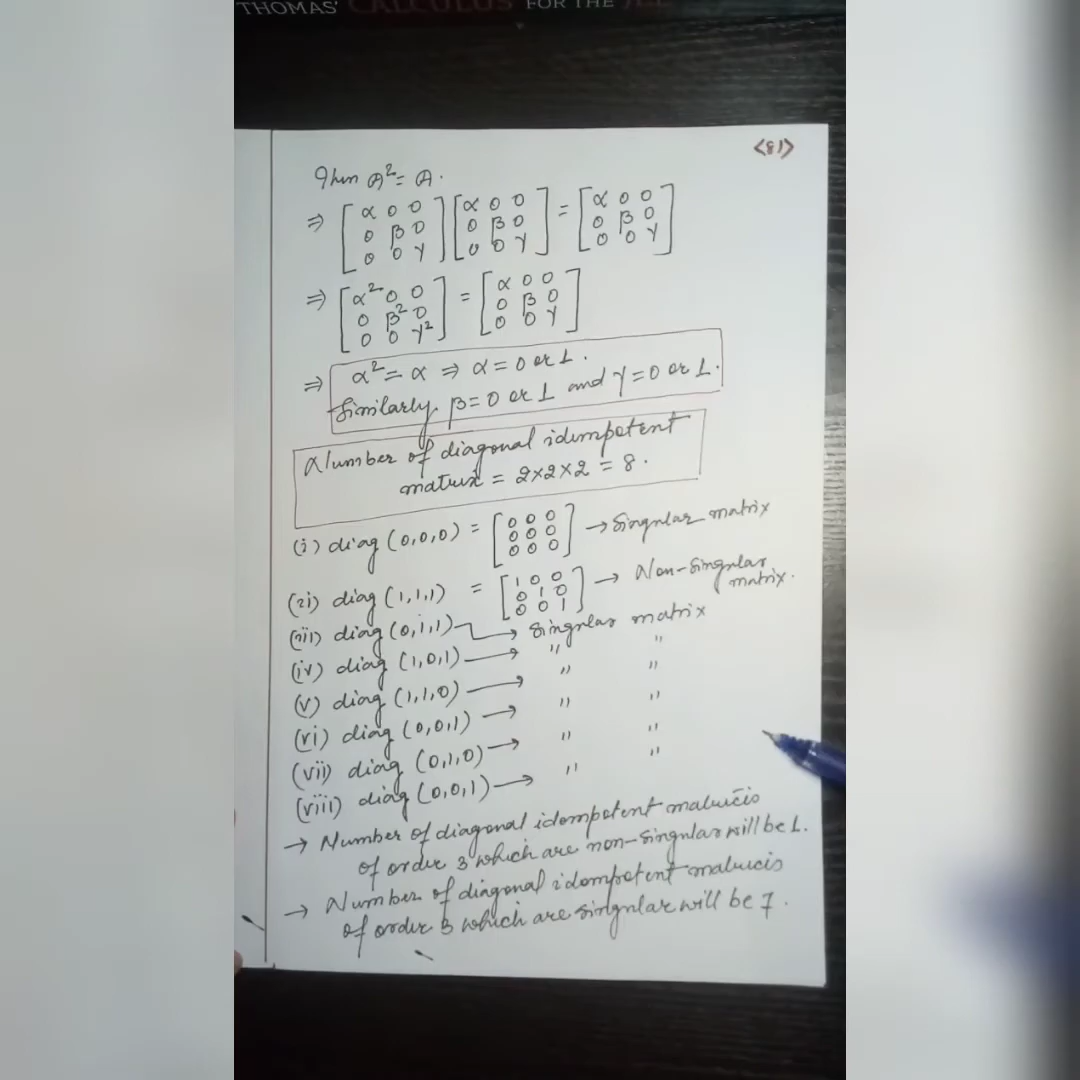 THOMAS' CALCULUS FOR THE JEE
<81>
Then A² = A.
⇒ [α 0 0 / 0 β 0 / 0 0 γ] [α 0 0 / 0 β 0 / 0 0 γ] = [α 0 0 / 0 β 0 / 0 0 γ]
⇒ [α² 0 0 / 0 β² 0 / 0 0 γ²] = [α 0 0 / 0 β 0 / 0 0 γ]
⇒ α² = α ⇒ α = 0 or 1.
Similarly, β = 0 or 1 and γ = 0 or 1.
Number of diagonal idempotent
matrix = 2×2×2 = 8.
(i) diag (0,0,0) = [0 0 0 / 0 0 0 / 0 0 0] → Singular matrix
(ii) diag (1,1,1) = [1 0 0 / 0 1 0 / 0 0 1] → Non-Singular
matrix.
(iii) diag (0,1,1) → Singular matrix
(iv) diag (1,0,1) → " "
(v) diag (1,1,0) → " "
(vi) diag (0,0,1) → " "
(vii) diag (0,1,0) → " "
(viii) diag (0,0,1) → " "
→ Number of diagonal idempotent matrices
of order 3 which are non-singular will be 1.
→ Number of diagonal idempotent matrices
of order 3 which are singular will be 7.